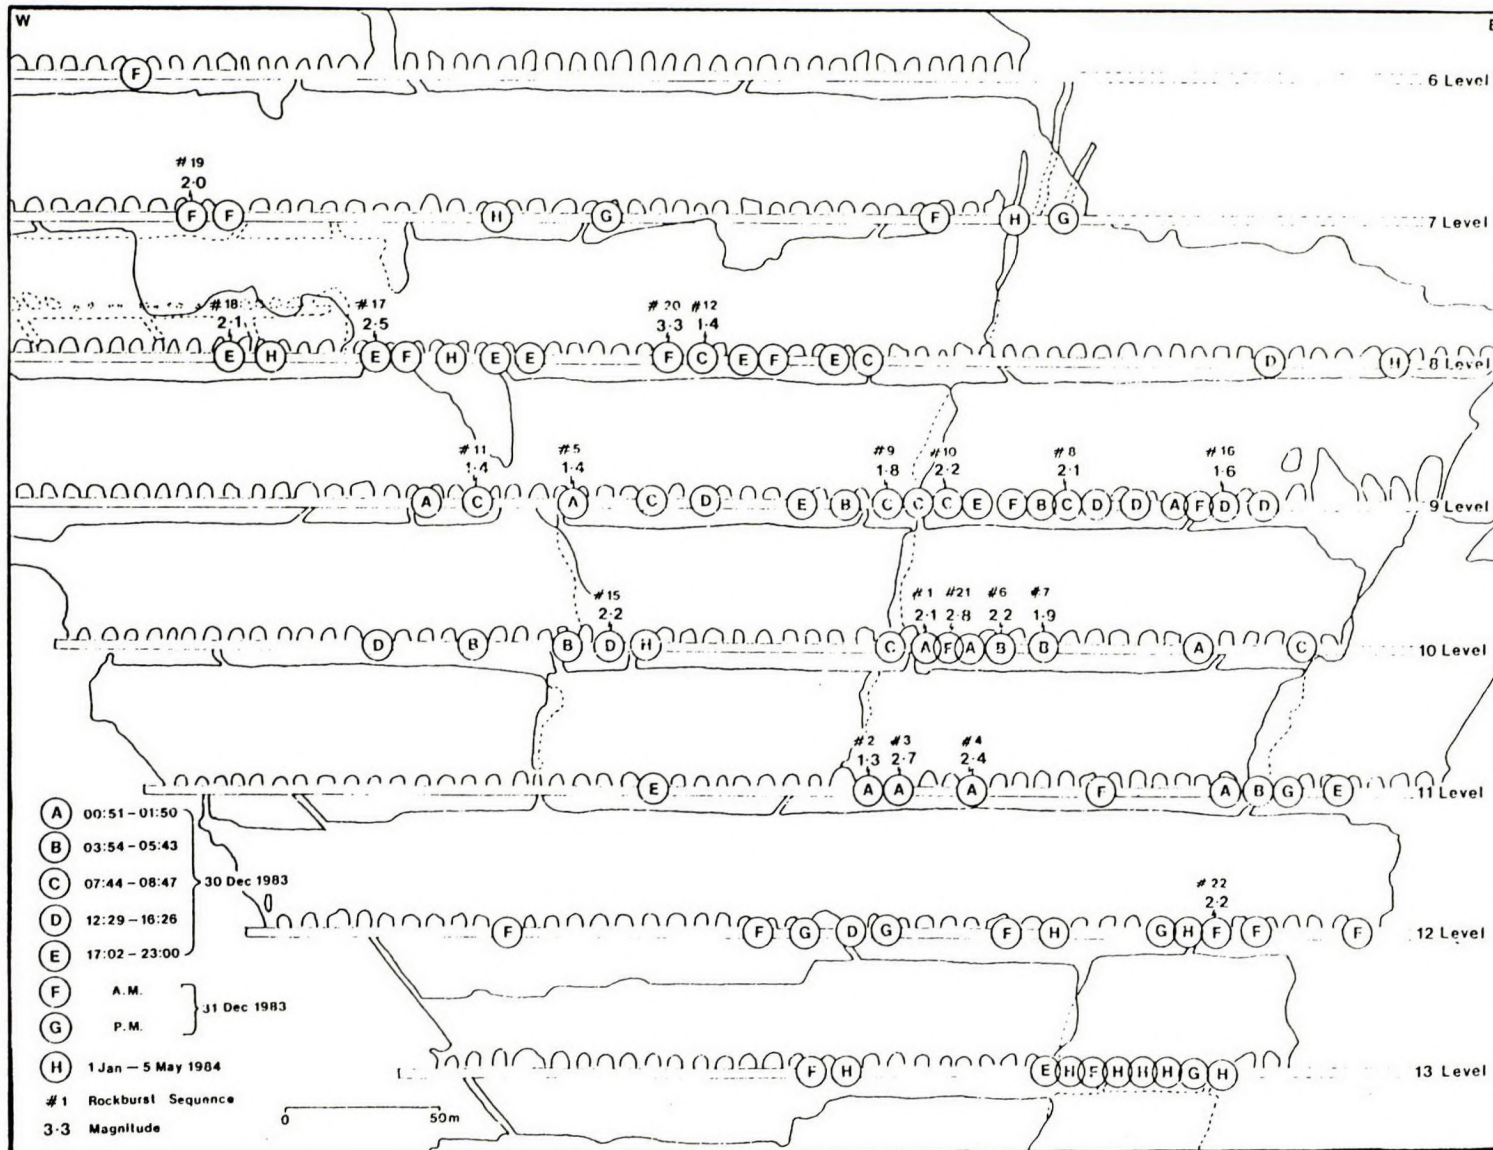 W E
F 6 Level
#19
2·0
F F H G F H G 7 Level
#18 #17 #20 #12
2·1 2·5 3·3 1·4
E H E F H E E F C E F E C D H 8 Level
#11 #5 #9 #10 #8 #16
1·4 1·4 1·8 2·2 2·1 1·6
A C A C D E B C C C E F B C D D A F D D 9 Level
#15 #1 #21 #6 #7
2·2 2·1 2·8 2·2 1·9
D B B D H C A F A B B A C 10 Level
#2 #3 #4
1·3 2·7 2·4
E A A A F A B G E 11 Level
#22
2·2
F F G D G F H G H F F F 12 Level
F H E H F H H H G H 13 Level
A 00:51–01:50
B 03:54–05:43
C 07:44–08:47
D 12:29–16:26
E 17:02–23:00
30 Dec 1983
F A.M.
G P.M.
31 Dec 1983
H 1 Jan — 5 May 1984
#1 Rockburst Sequence
3·3 Magnitude
0 50m